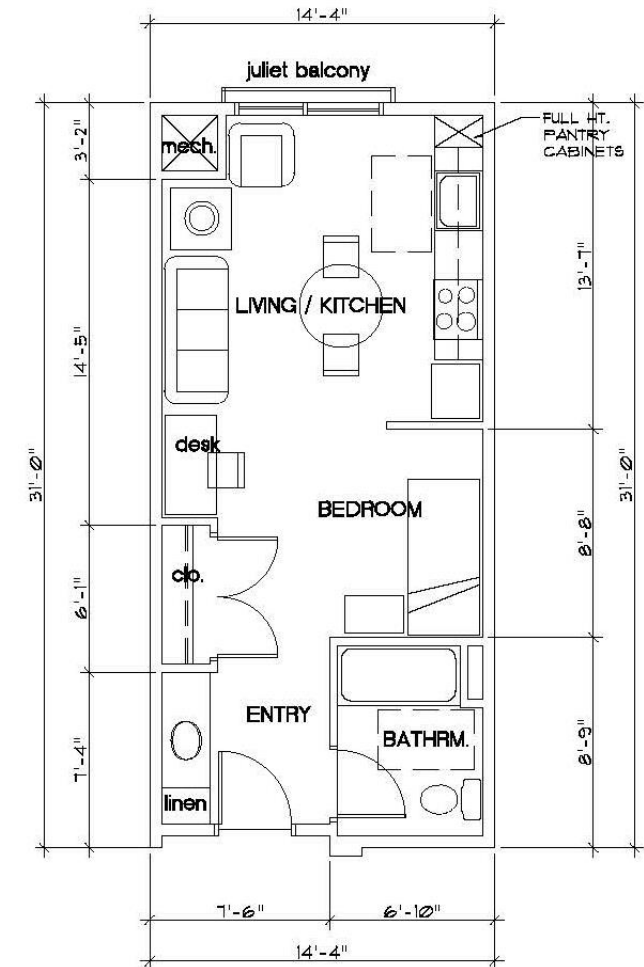 14'-4"
juliet balcony
FULL HT.
PANTRY
CABINETS
mech.
3'-2"
13'-7"
LIVING / KITCHEN
14'-5"
desk
31'-0"
31'-0"
BEDROOM
8'-8"
clo.
6'-1"
ENTRY
BATHRM.
7'-4"
8'-9"
linen
7'-6"
6'-10"
14'-4"